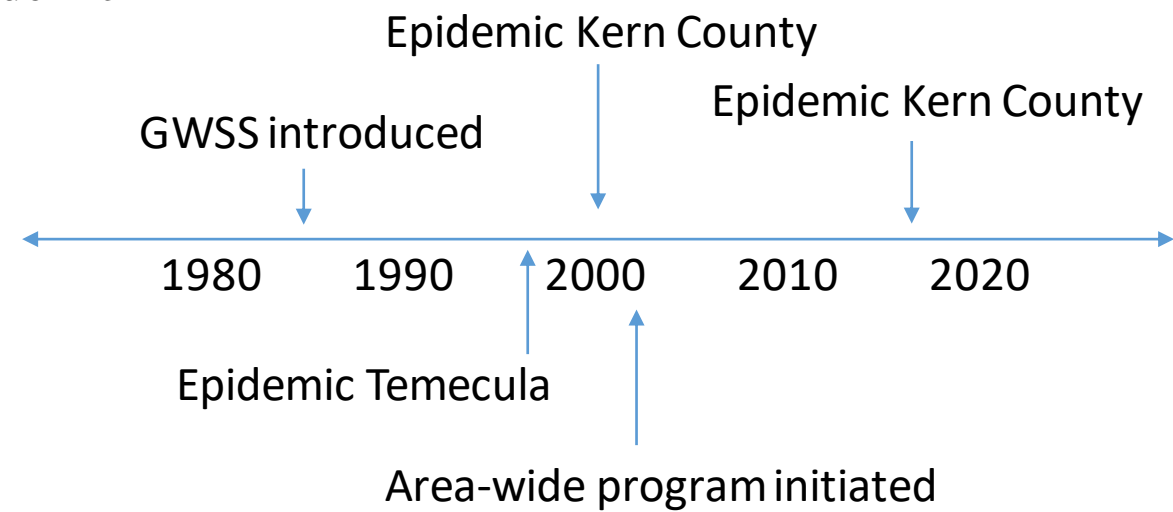 Epidemic Kern County
Epidemic Kern County
GWSS introduced
1980 1990 2000 2010 2020
Epidemic Temecula
Area-wide program initiated